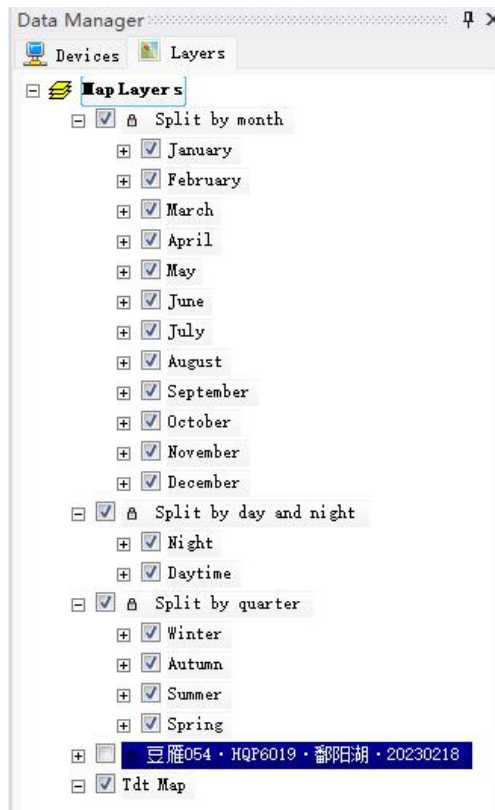 Data Manager
Devices Layers
Map Layers
Split by month
January
February
March
April
May
June
July
August
September
October
November
December
Split by day and night
Night
Daytime
Split by quarter
Winter
Autumn
Summer
Spring
豆雁054·HQP6019·鄱阳湖·20230218
Tdt Map